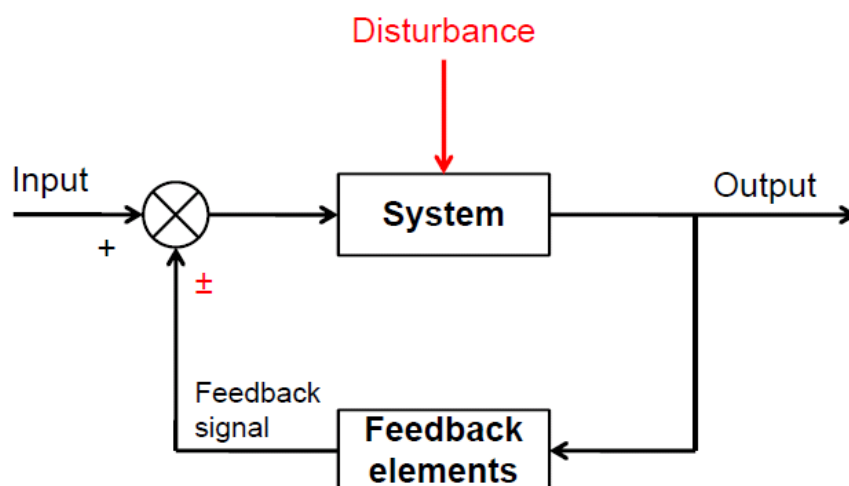 Disturbance
Input
System
Output
+
±
Feedback
signal
Feedback
elements